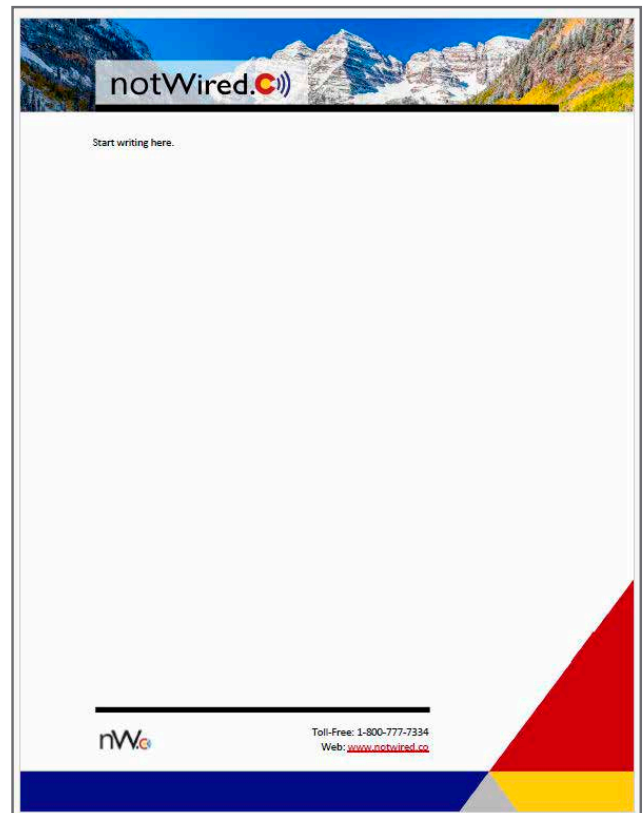 notWired.C
Start writing here.
nW.c
Toll-Free: 1-800-777-7334
Web: www.notwired.co